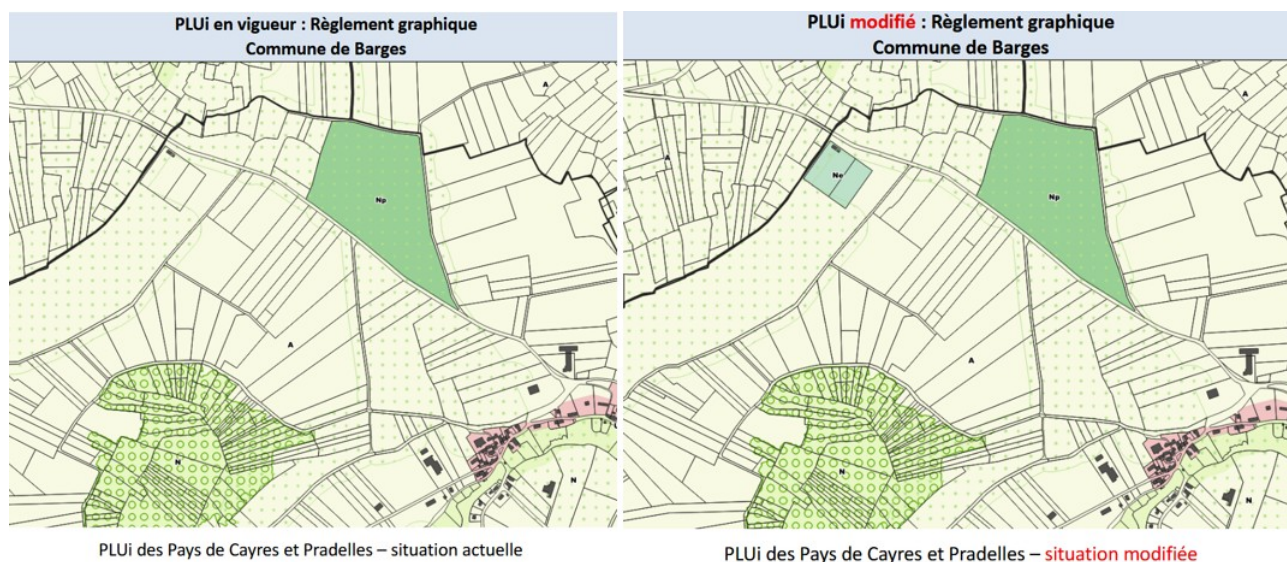 PLUi en vigueur : Règlement graphique
Commune de Barges
A
Np
A
N
N
PLUi des Pays de Cayres et Pradelles – situation actuelle
PLUi modifié : Règlement graphique
Commune de Barges
A
A
Ne
Np
A
N
N
PLUi des Pays de Cayres et Pradelles – situation modifiée